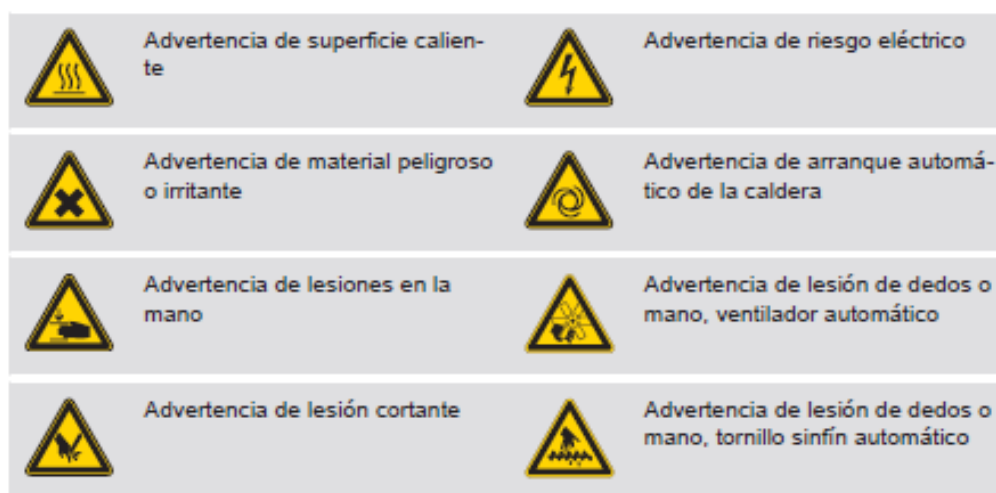 Advertencia de superficie calien-
te
Advertencia de riesgo eléctrico
Advertencia de material peligroso
o irritante
Advertencia de arranque automá-
tico de la caldera
Advertencia de lesiones en la
mano
Advertencia de lesión de dedos o
mano, ventilador automático
Advertencia de lesión cortante
Advertencia de lesión de dedos o
mano, tornillo sinfín automático